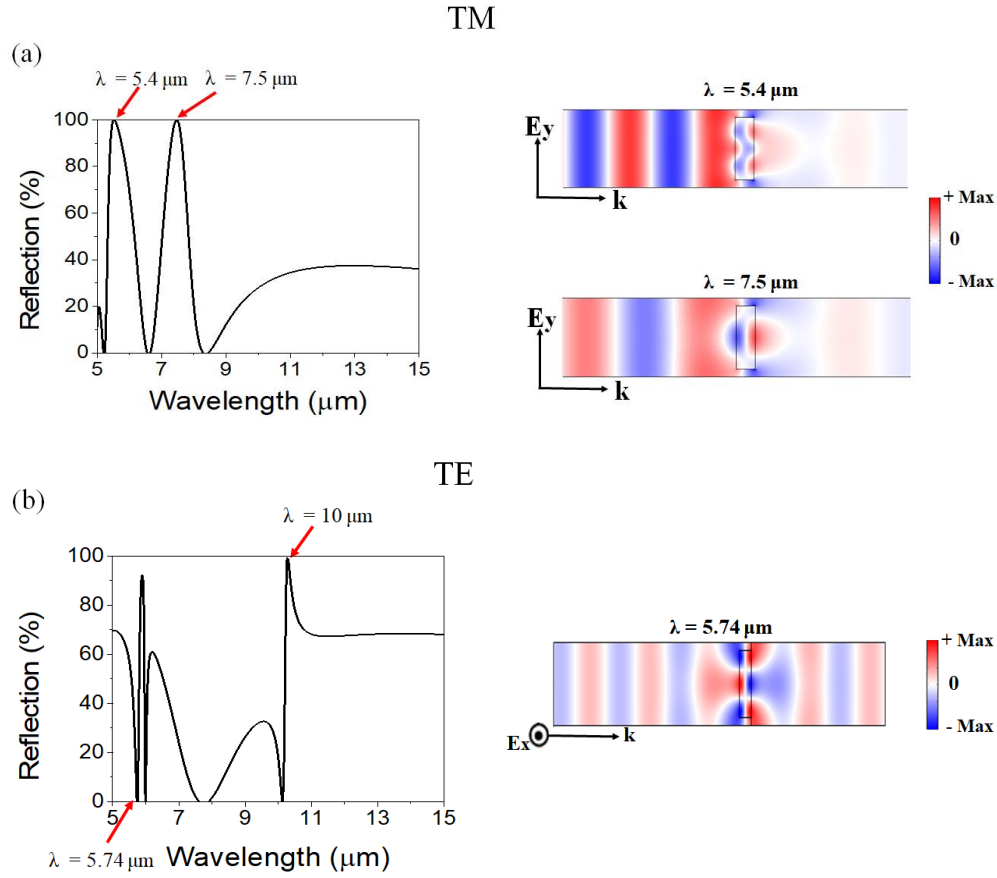 TM
(a)
λ = 5.4 μm
λ = 7.5 μm
100
80
60
40
20
0
Reflection (%)
5 7 9 11 13 15
Wavelength (μm)
λ = 5.4 μm
Ey
k
λ = 7.5 μm
Ey
k
+ Max
0
- Max
TE
(b)
λ = 10 μm
100
80
60
40
20
0
Reflection (%)
5 7 9 11 13 15
λ = 5.74 μm
Wavelength (μm)
λ = 5.74 μm
Ex
k
+ Max
0
- Max